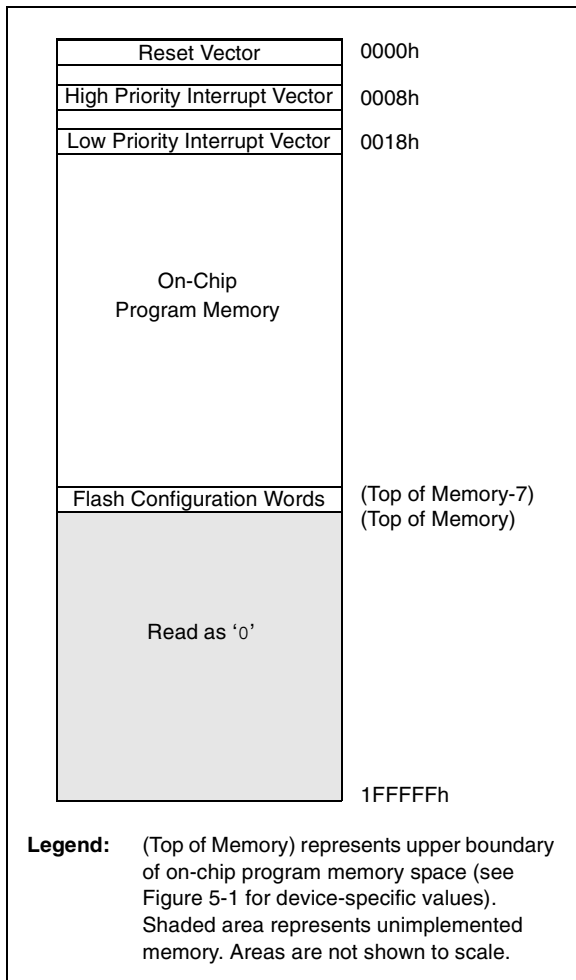 Reset Vector 0000h
High Priority Interrupt Vector 0008h
Low Priority Interrupt Vector 0018h
On-Chip
Program Memory
Flash Configuration Words (Top of Memory-7)
(Top of Memory)
Read as ‘0’
1FFFFFh
Legend: (Top of Memory) represents upper boundary
of on-chip program memory space (see
Figure 5-1 for device-specific values).
Shaded area represents unimplemented
memory. Areas are not shown to scale.